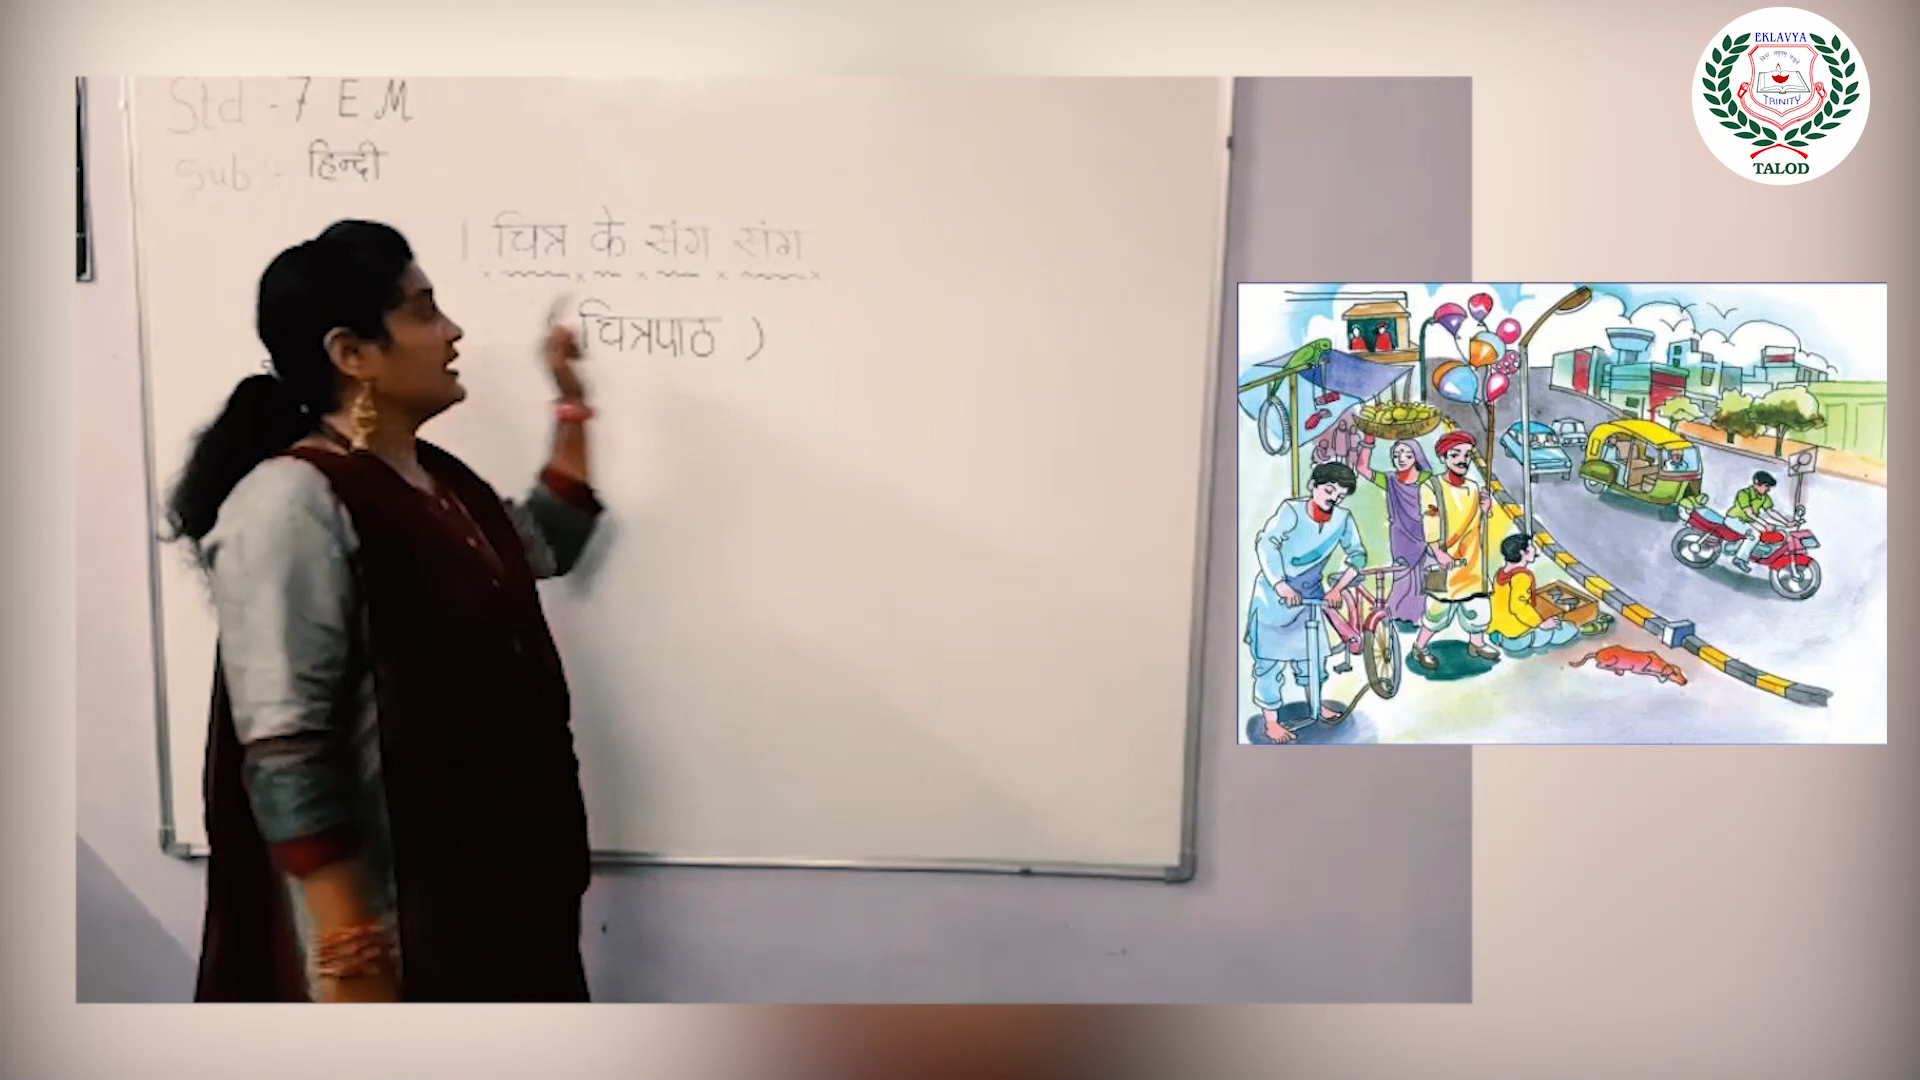 Std - 7 E M
Sub :- हिन्दी
1 चित्र के संग संग
( चित्रपाठ )
EKLAVYA
TRINITY
TALOD